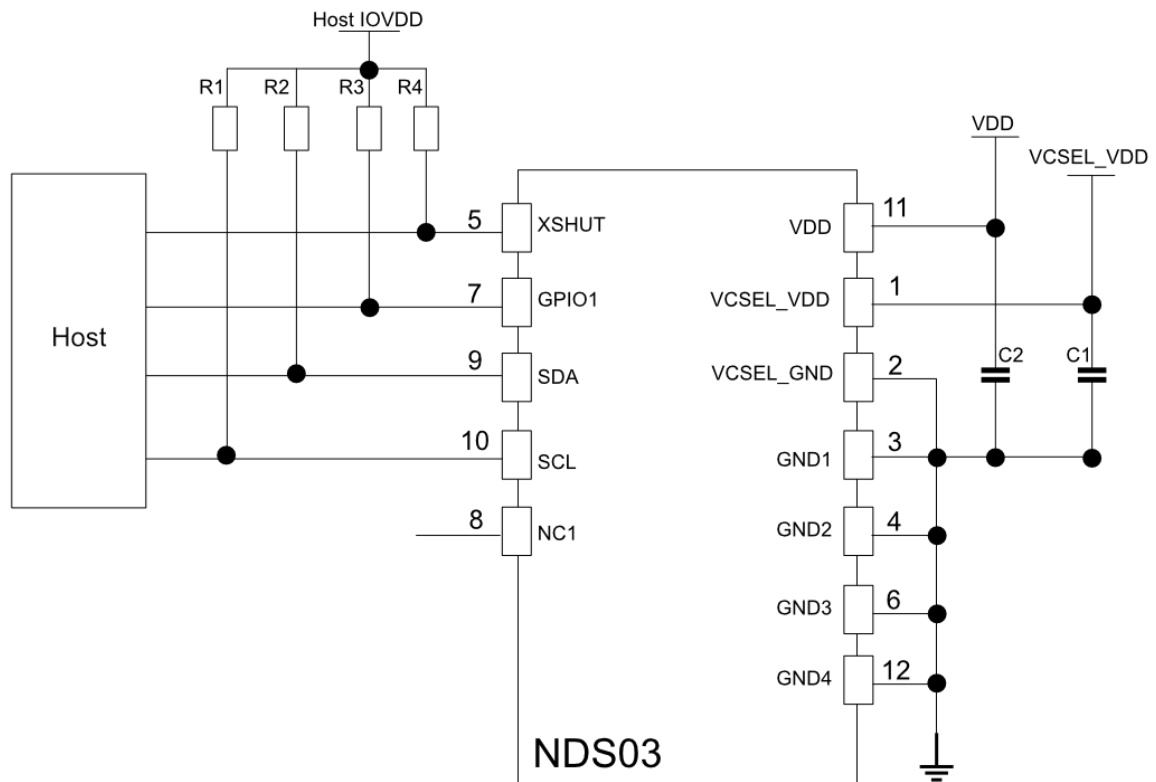 Host IOVDD
R1
R2
R3
R4
VDD
VCSEL_VDD
Host
5
XSHUT
7
GPIO1
9
SDA
10
SCL
8
NC1
VDD
11
VCSEL_VDD
1
VCSEL_GND
2
C2
C1
GND1
3
GND2
4
GND3
6
GND4
12
NDS03